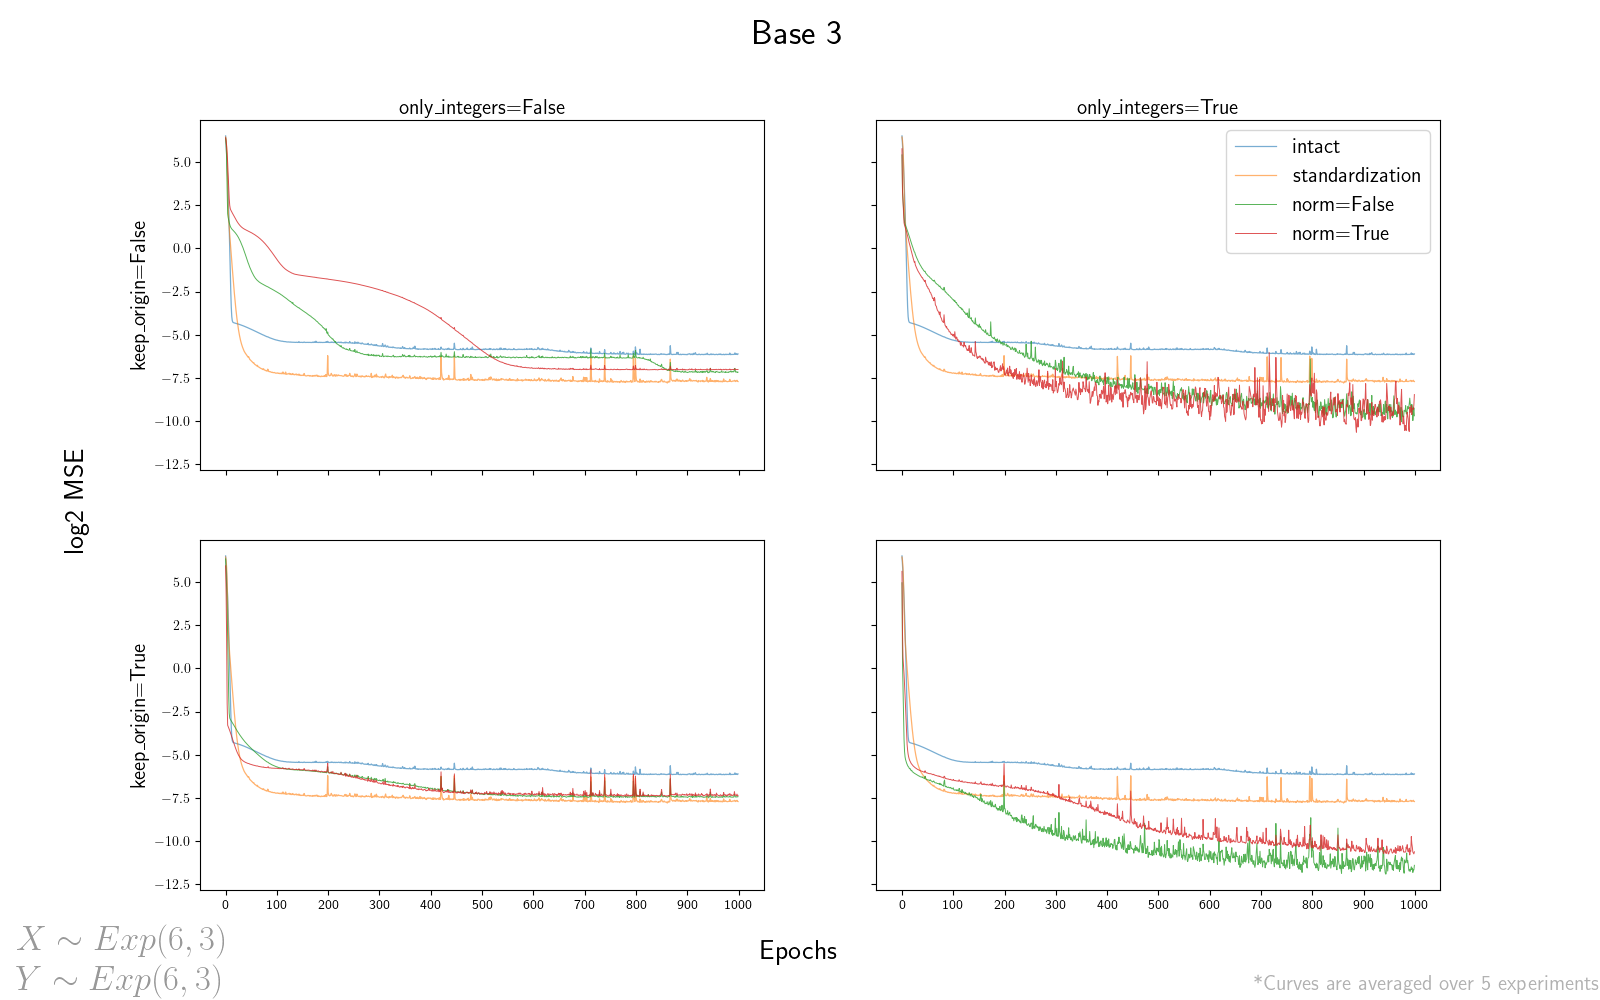 Base 3
only_integers=False
only_integers=True
intact
standardization
norm=False
norm=True
keep_origin=False
5.0
2.5
0.0
−2.5
−5.0
−7.5
−10.0
−12.5
log2 MSE
keep_origin=True
5.0
2.5
0.0
−2.5
−5.0
−7.5
−10.0
−12.5
0 100 200 300 400 500 600 700 800 900 1000
0 100 200 300 400 500 600 700 800 900 1000
Epochs
X ∼ Exp(6, 3)
Y ∼ Exp(6, 3)
*Curves are averaged over 5 experiments